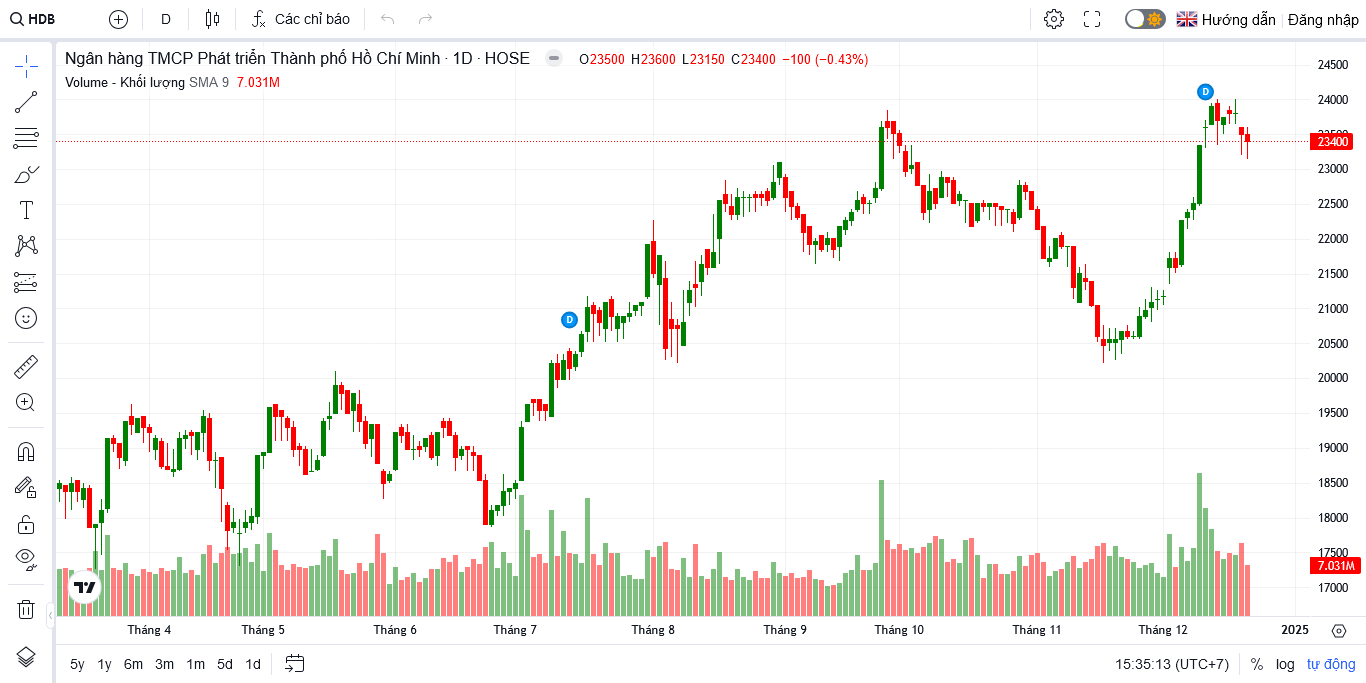 HDB D Các chỉ báo Hướng dẫn Đăng nhập
Ngân hàng TMCP Phát triển Thành phố Hồ Chí Minh · 1D · HOSE O23500 H23600 L23150 C23400 −100 (−0.43%)
Volume - Khối lượng SMA 9 7.031M
24500
24000
D
23500
23400
23000
22500
22000
21500
21000
D
20500
20000
19500
19000
18500
18000
17500
7.031M
17000
Tháng 4 Tháng 5 Tháng 6 Tháng 7 Tháng 8 Tháng 9 Tháng 10 Tháng 11 Tháng 12 2025
5y 1y 6m 3m 1m 5d 1d 15:35:13 (UTC+7) % log tự động